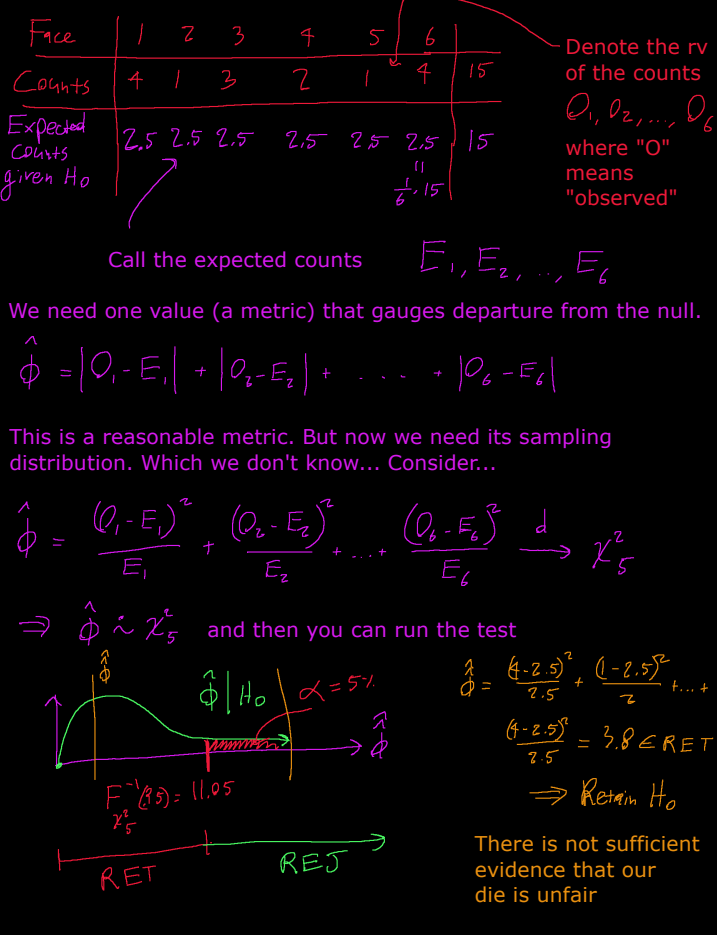 Face 1 2 3 4 5 6
Counts 4 1 3 2 1 4 15
Expected counts given H₀ 2.5 2.5 2.5 2.5 2.5 2.5 15
= 1/6 · 15
Denote the rv
of the counts
O₁, O₂, ..., O₆
where "O"
means
"observed"
Call the expected counts E₁, E₂, ..., E₆
We need one value (a metric) that gauges departure from the null.
φ̂ = |O₁ - E₁| + |O₂ - E₂| + .... + |O₆ - E₆|
This is a reasonable metric. But now we need its sampling
distribution. Which we don't know... Consider...
φ̂ = (O₁ - E₁)²/E₁ + (O₂ - E₂)²/E₂ + ... + (O₆ - E₆)²/E₆ →d χ²₅
⇒ φ̂ ∼̇ χ²₅ and then you can run the test
φ̂
φ̂ | H₀
α = 5%
φ̂
F⁻¹χ²₅(.95) = 11.05
RET REJ
φ̂ = (4-2.5)²/2.5 + (1-2.5)²/2 + ... +
(4-2.5)²/2.5 = 3.8 ∈ RET
⇒ Retain H₀
There is not sufficient
evidence that our
die is unfair